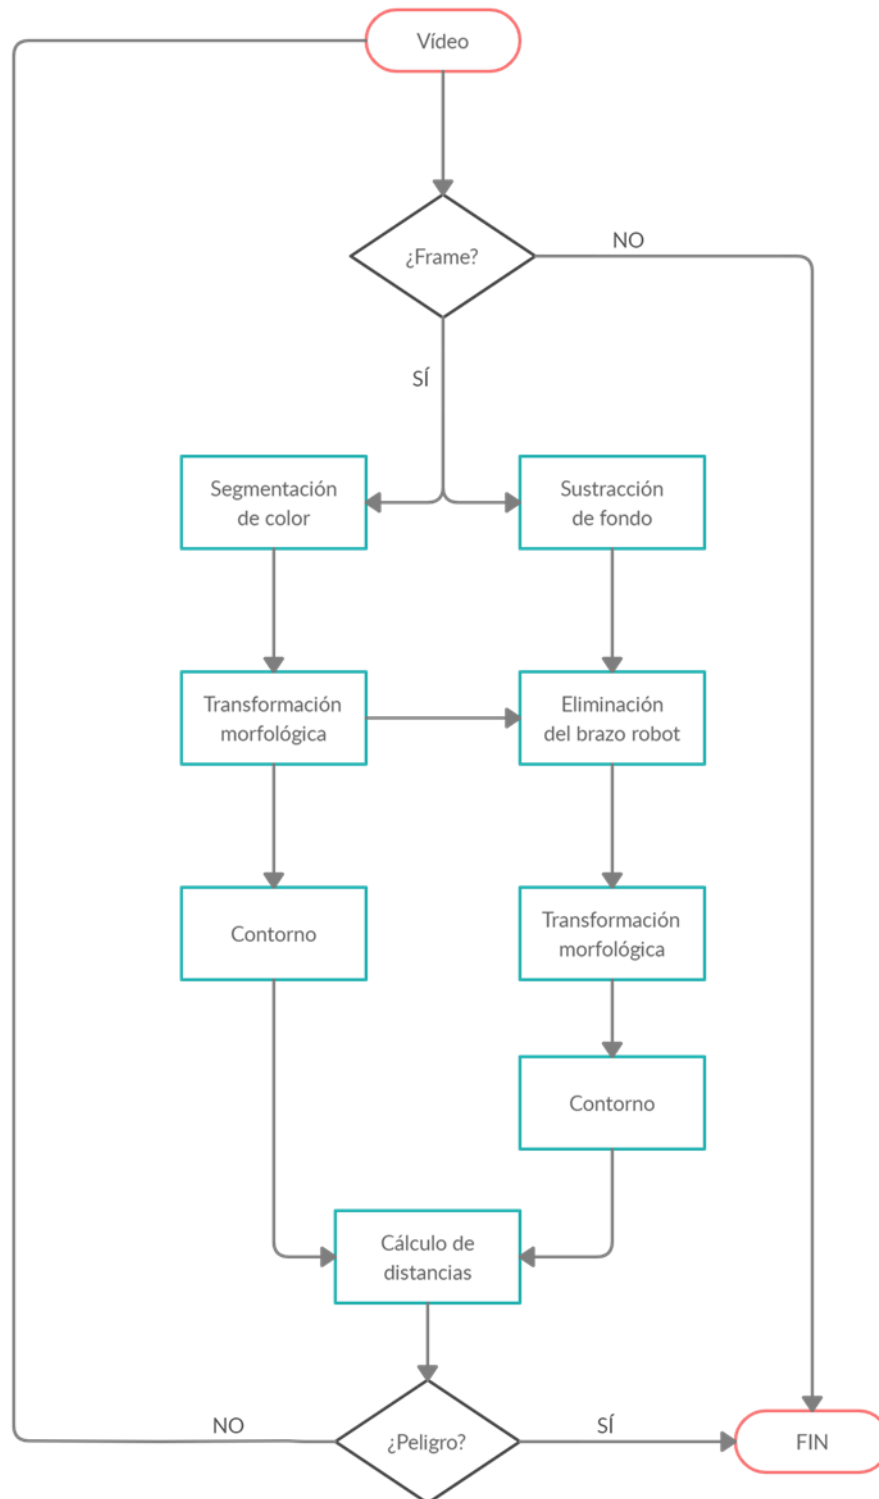 Vídeo
¿Frame?
NO
SÍ
Segmentación
de color
Sustracción
de fondo
Transformación
morfológica
Eliminación
del brazo robot
Contorno
Transformación
morfológica
Contorno
Cálculo de
distancias
NO
¿Peligro?
SÍ
FIN